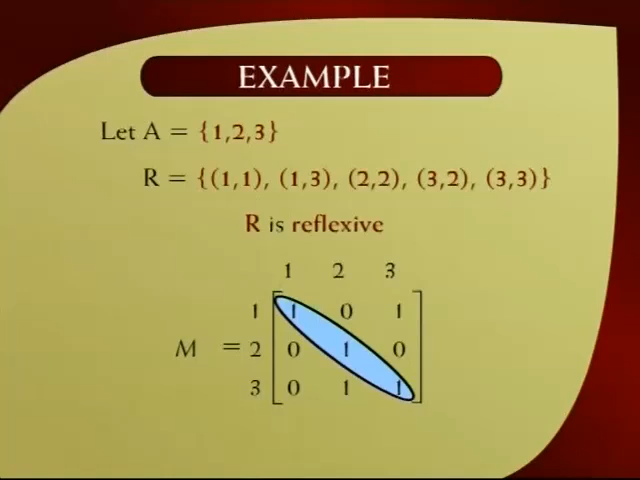 EXAMPLE
Let A = {1,2,3}
R = {(1,1), (1,3), (2,2), (3,2), (3,3)}
R is reflexive
1 2 3
1 1 0 1
M = 2 0 1 0
3 0 1 1